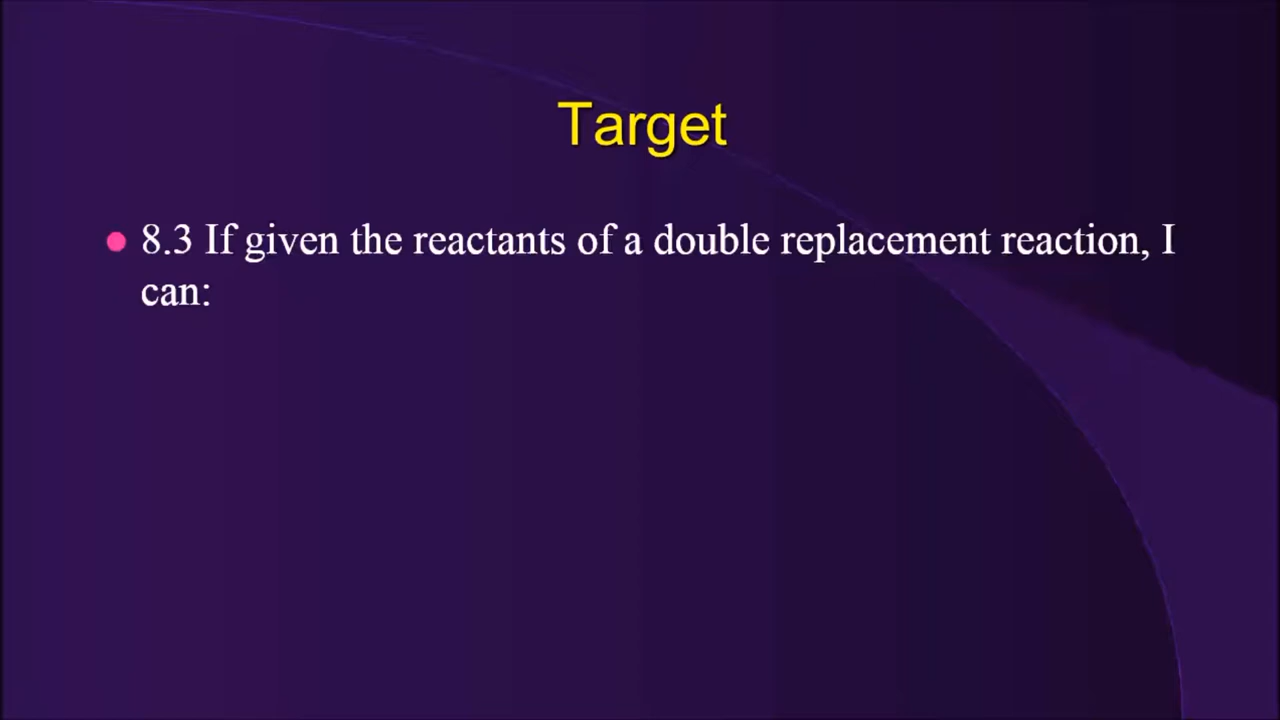 Target
8.3 If given the reactants of a double replacement reaction, I
can: